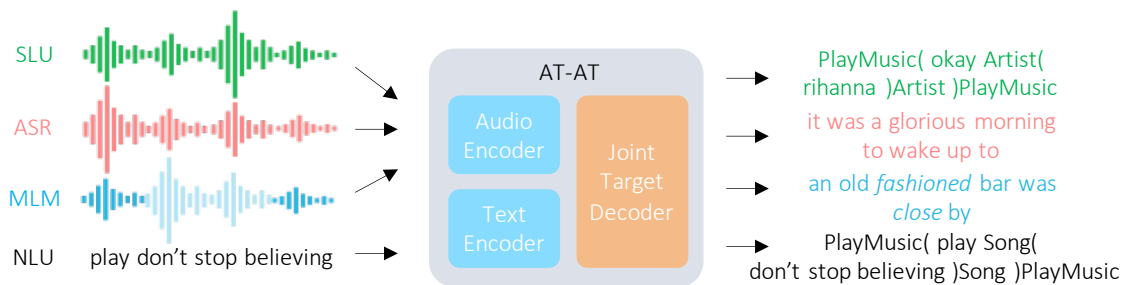 SLU
ASR
MLM
NLU
play don't stop believing
AT-AT
Audio
Encoder
Text
Encoder
Joint
Target
Decoder
PlayMusic( okay Artist(
rihanna )Artist )PlayMusic
it was a glorious morning
to wake up to
an old fashioned bar was
close by
PlayMusic( play Song(
don't stop believing )Song )PlayMusic